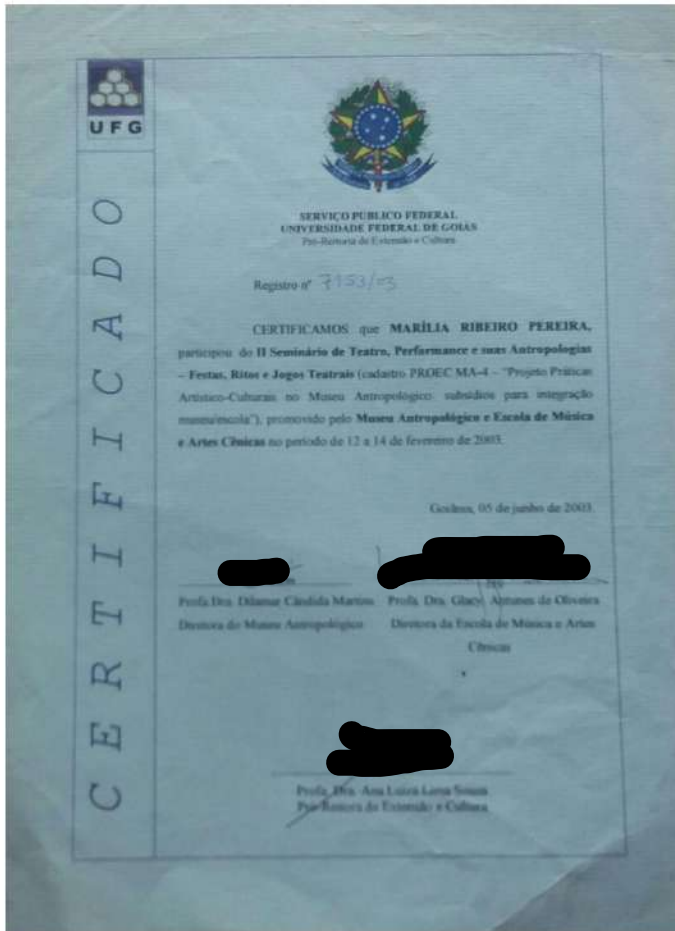 UFG
CERTIFICADO
SERVIÇO PÚBLICO FEDERAL
UNIVERSIDADE FEDERAL DE GOIÁS
Pró-Reitoria de Extensão e Cultura
Registro nº 7153/03
CERTIFICAMOS que MARÍLIA RIBEIRO PEREIRA,
participou do II Seminário de Teatro, Performance e suas Antropologias
– Festas, Ritos e Jogos Teatrais (cadastro PROEC MA-4 – "Projeto Práticas
Artístico-Culturais no Museu Antropológico: subsídios para integração
museu/escola"), promovido pelo Museu Antropológico e Escola de Música
e Artes Cênicas no período de 12 a 14 de fevereiro de 2003.
Goiânia, 05 de junho de 2003.
Profa. Dra. Dilamar Cândida Martins
Diretora do Museu Antropológico
Profa. Dra. Glacy Antunes de Oliveira
Diretora da Escola de Música e Artes
Cênicas
Profa. Dra. Ana Luiza Lima Sousa
Pró-Reitora de Extensão e Cultura